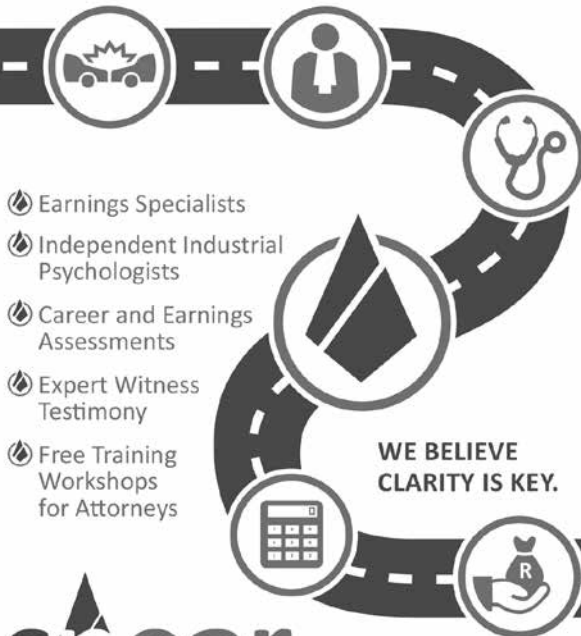 Earnings Specialists
Independent Industrial
Psychologists
Career and Earnings
Assessments
Expert Witness
Testimony
Free Training
Workshops
for Attorneys
WE BELIEVE
CLARITY IS KEY.
R